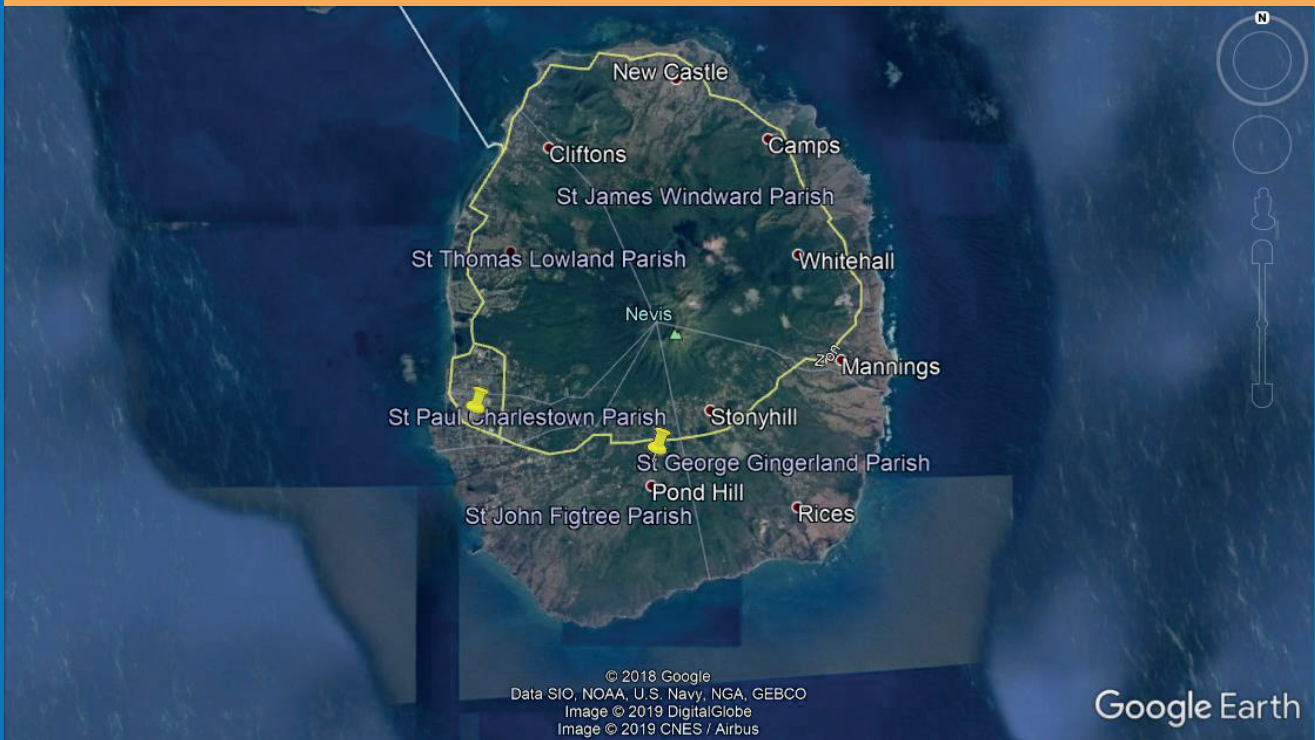 N
New Castle
Camps
Cliftons
St James Windward Parish
St Thomas Lowland Parish
Whitehall
Nevis
Mannings
St Paul Charlestown Parish
Stonyhill
St George Gingerland Parish
Pond Hill
St John Figtree Parish
Rices
© 2018 Google
Data SIO, NOAA, U.S. Navy, NGA, GEBCO
Image © 2019 DigitalGlobe
Image © 2019 CNES / Airbus
Google Earth